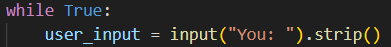 while True:
    user_input = input("You: ").strip()